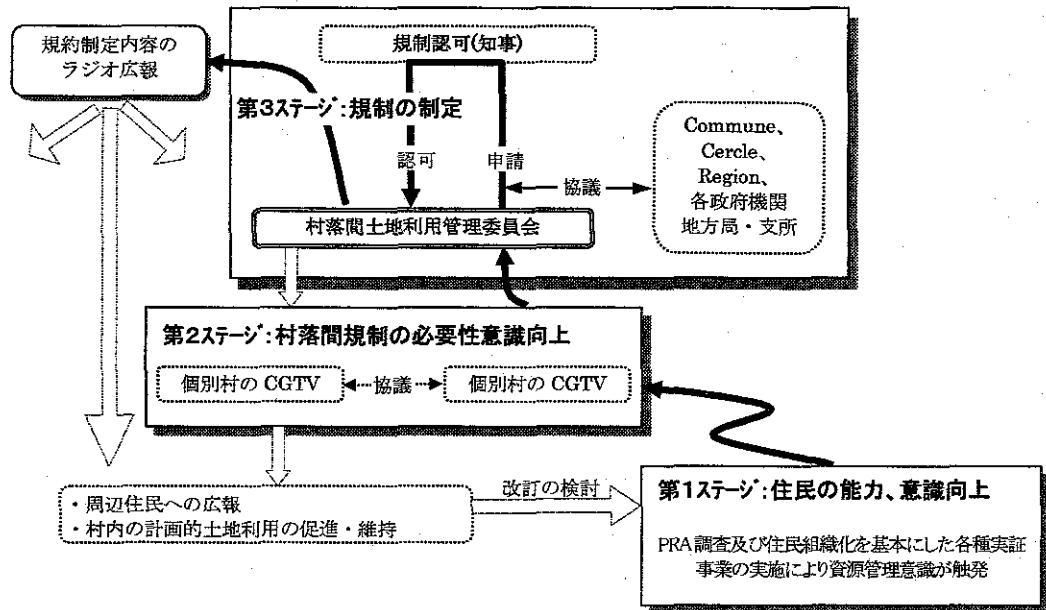 規約制定内容の
ラジオ広報
規制認可(知事)
第3ステージ:規制の制定
認可
申請
協議
Commune、
Cercle、
Region、
各政府機関
地方局・支所
村落間土地利用管理委員会
第2ステージ:村落間規制の必要性意識向上
個別村の CGTV
協議
個別村の CGTV
・周辺住民への広報
・村内の計画的土地利用の促進・維持
改訂の検討
第1ステージ:住民の能力、意識向上
PRA調査及び住民組織化を基本にした各種実証
事業の実施により資源管理意識が触発